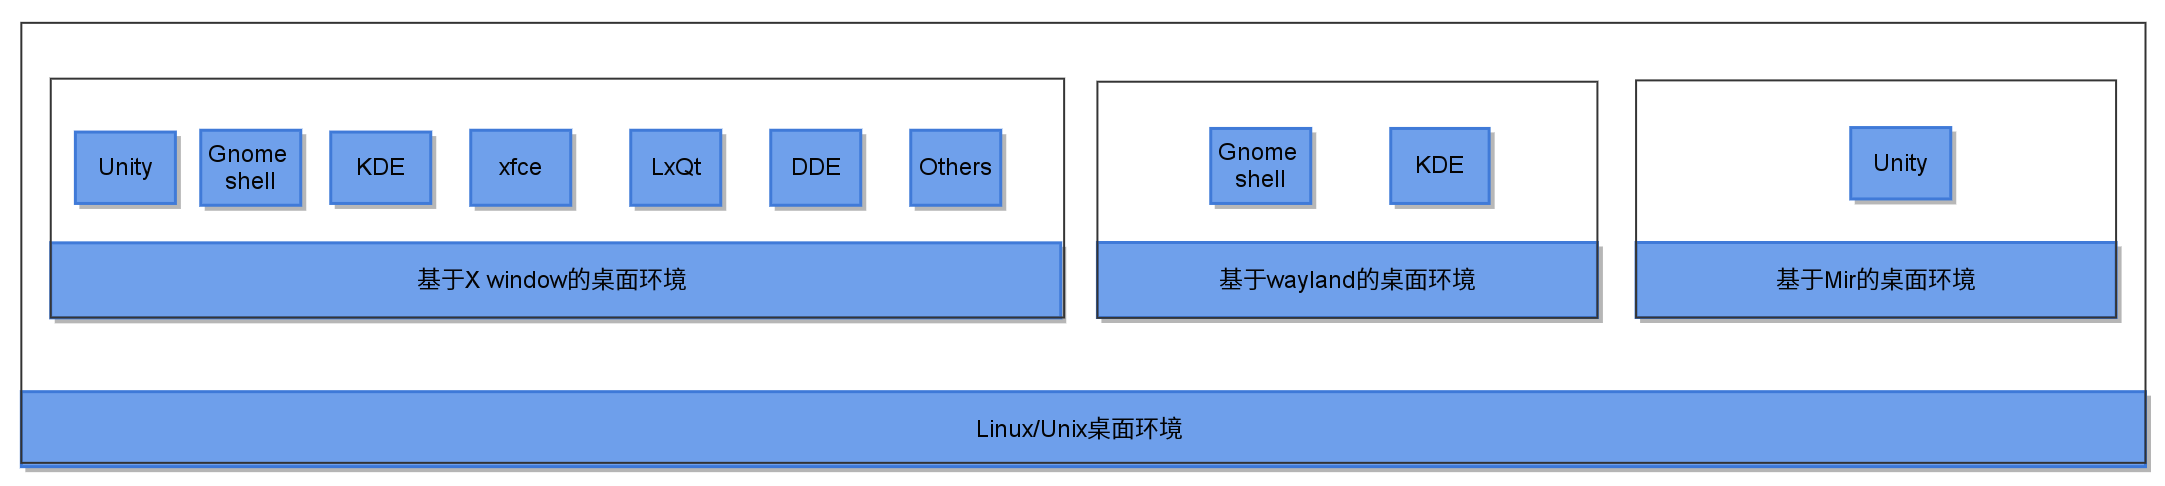 Unity
Gnome
shell
KDE
xfce
LxQt
DDE
Others
基于X window的桌面环境
Gnome
shell
KDE
基于wayland的桌面环境
Unity
基于Mir的桌面环境
Linux/Unix桌面环境